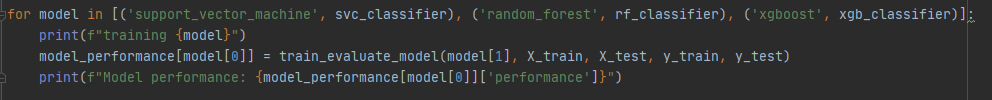 for model in [('support_vector_machine', svc_classifier), ('random_forest', rf_classifier), ('xgboost', xgb_classifier)]:
    print(f"training {model}")
    model_performance[model[0]] = train_evaluate_model(model[1], X_train, X_test, y_train, y_test)
    print(f"Model performance: {model_performance[model[0]]['performance']}")